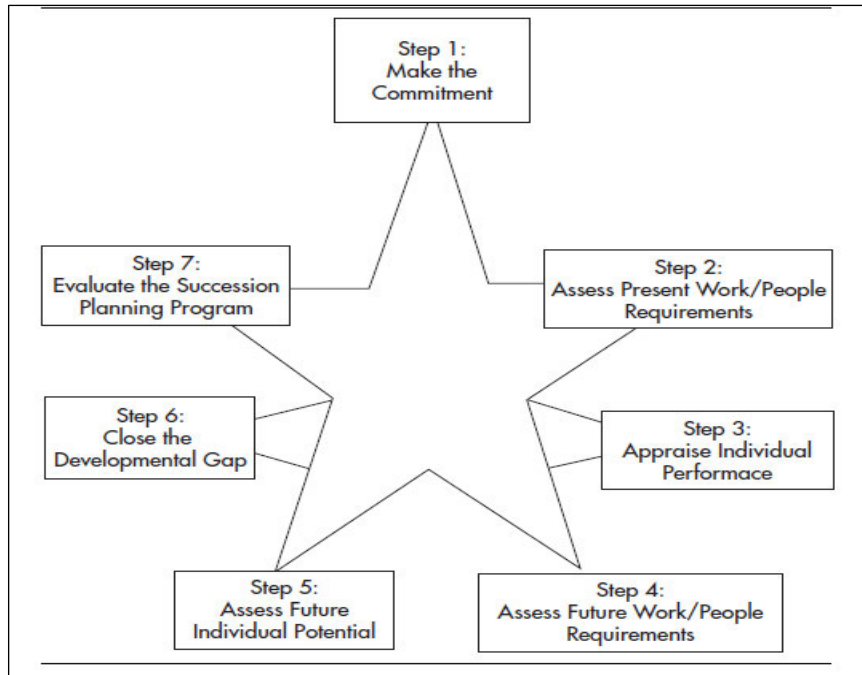 Step 1:
Make the
Commitment
Step 2:
Assess Present Work/People
Requirements
Step 3:
Appraise Individual
Performace
Step 4:
Assess Future Work/People
Requirements
Step 5:
Assess Future
Individual Potential
Step 6:
Close the
Developmental Gap
Step 7:
Evaluate the Succession
Planning Program